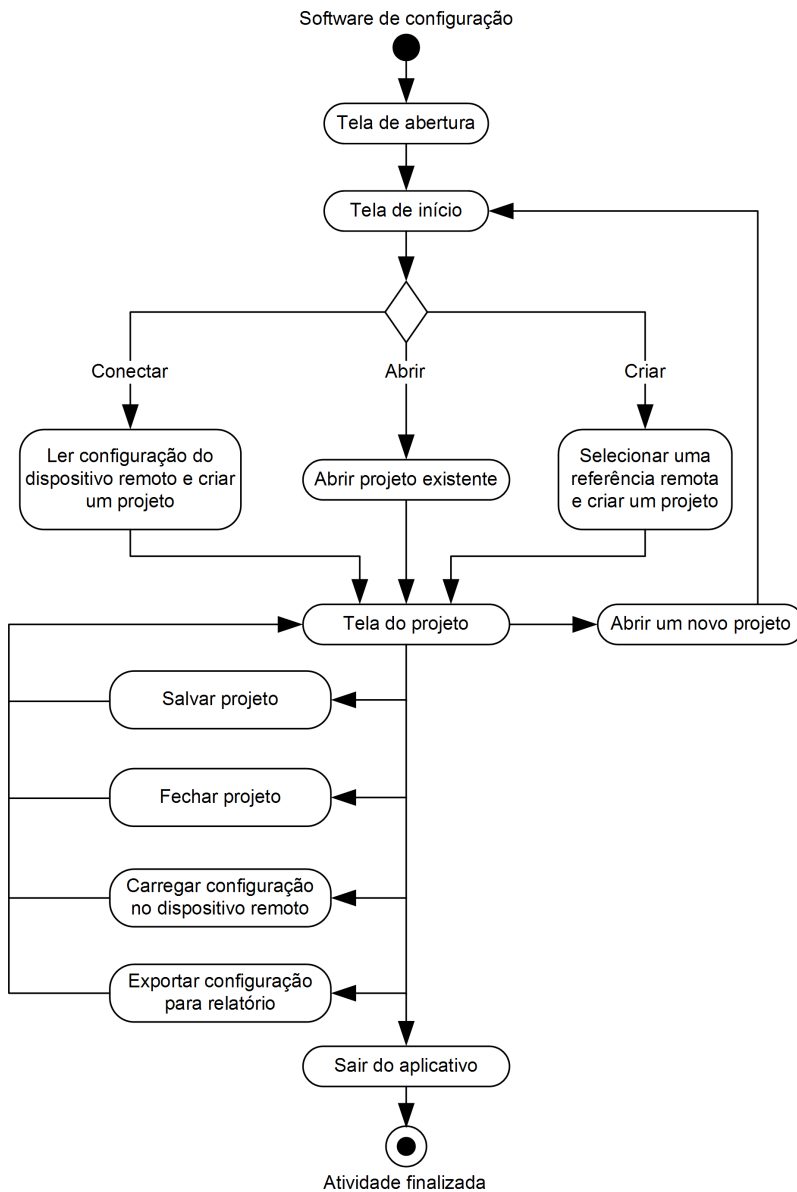 Software de configuração
Tela de abertura
Tela de início
Conectar
Abrir
Criar
Ler configuração do
dispositivo remoto e criar
um projeto
Abrir projeto existente
Selecionar uma
referência remota
e criar um projeto
Tela do projeto
Abrir um novo projeto
Salvar projeto
Fechar projeto
Carregar configuração
no dispositivo remoto
Exportar configuração
para relatório
Sair do aplicativo
Atividade finalizada